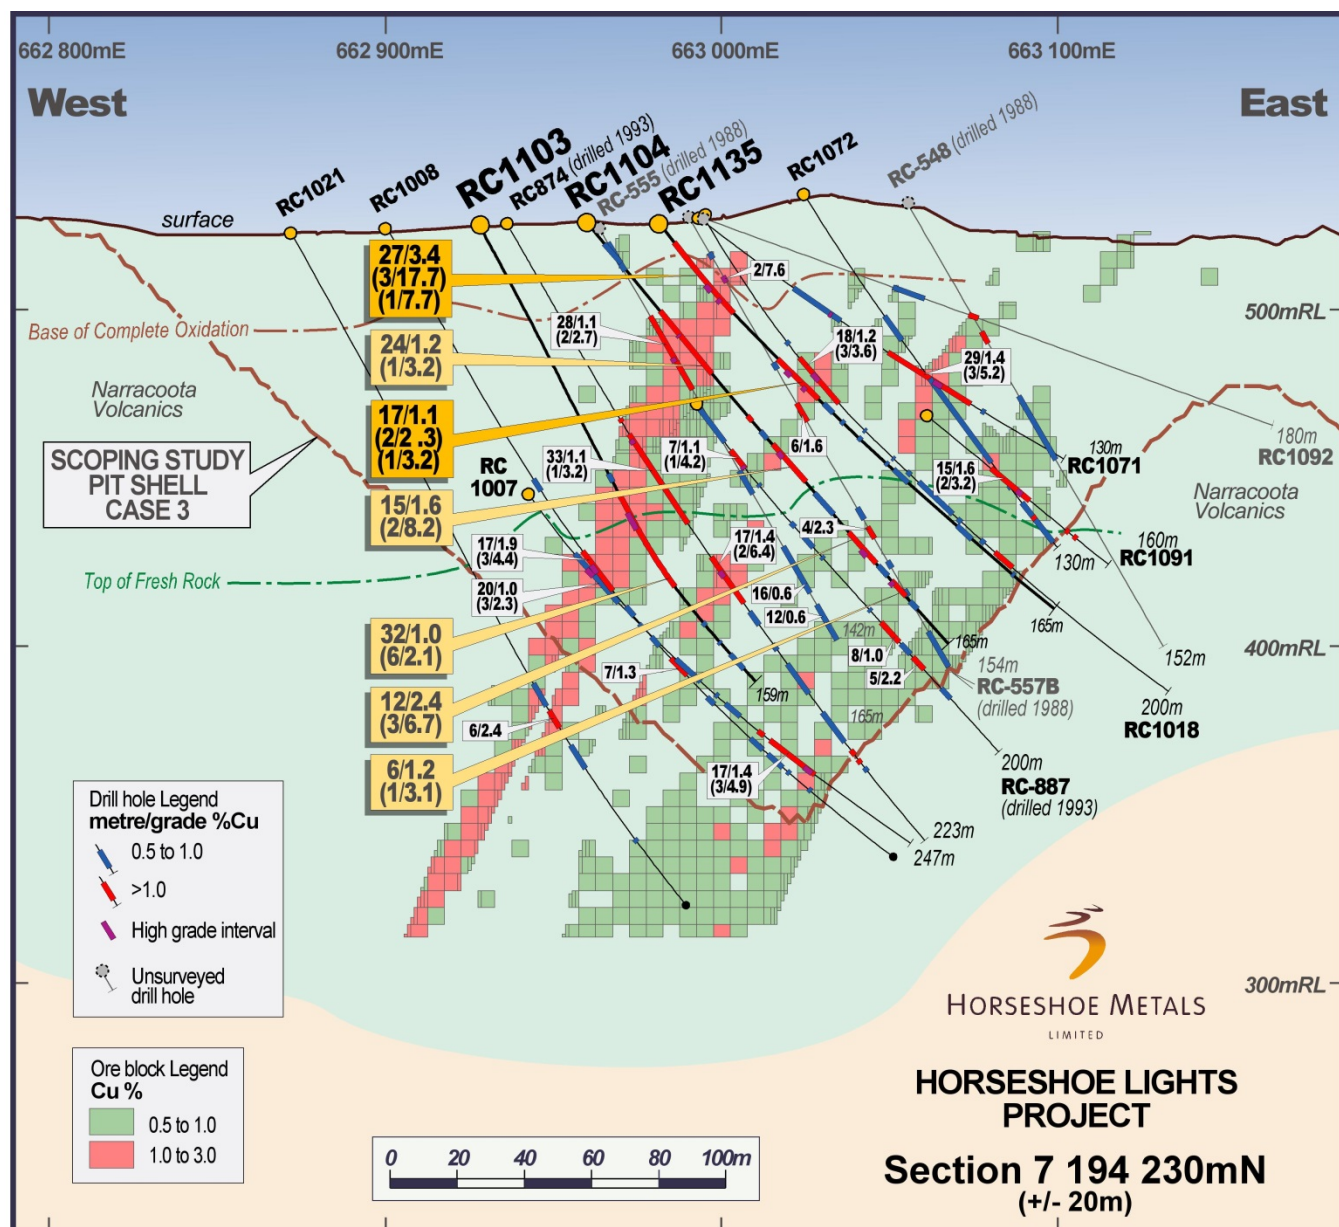 662 800mE
662 900mE
663 000mE
663 100mE
West
East
RC1021
RC1008
RC1103
RC874 (drilled 1993)
RC1104
RC-555 (drilled 1988)
RC1135
RC1072
RC-548 (drilled 1988)
surface
27/3.4
(3/17.7)
(1/7.7)
2/7.6
500mRL
Base of Complete Oxidation
28/1.1
(2/2.7)
18/1.2
(3/3.6)
29/1.4
(3/5.2)
24/1.2
(1/3.2)
Narracoota
Volcanics
17/1.1
(2/2 .3)
(1/3.2)
6/1.6
180m
RC1092
130m
RC1071
SCOPING STUDY
PIT SHELL
CASE 3
RC
1007
33/1.1
(1/3.2)
7/1.1
(1/4.2)
15/1.6
(2/3.2)
Narracoota
Volcanics
15/1.6
(2/8.2)
4/2.3
17/1.9
(3/4.4)
17/1.4
(2/6.4)
160m
RC1091
130m
Top of Fresh Rock
20/1.0
(3/2.3)
16/0.6
12/0.6
165m
32/1.0
(6/2.1)
142m
8/1.0
5/2.2
165m
152m
400mRL
154m
RC-557B
(drilled 1988)
7/1.3
159m
200m
RC1018
12/2.4
(3/6.7)
6/2.4
165m
6/1.2
(1/3.1)
17/1.4
(3/4.9)
200m
RC-887
(drilled 1993)
223m
247m
Drill hole Legend
metre/grade %Cu
0.5 to 1.0
>1.0
High grade interval
Unsurveyed
drill hole
300mRL
HORSESHOE METALS
LIMITED
Ore block Legend
Cu %
0.5 to 1.0
1.0 to 3.0
HORSESHOE LIGHTS
PROJECT
0 20 40 60 80 100m
Section 7 194 230mN
(+/- 20m)